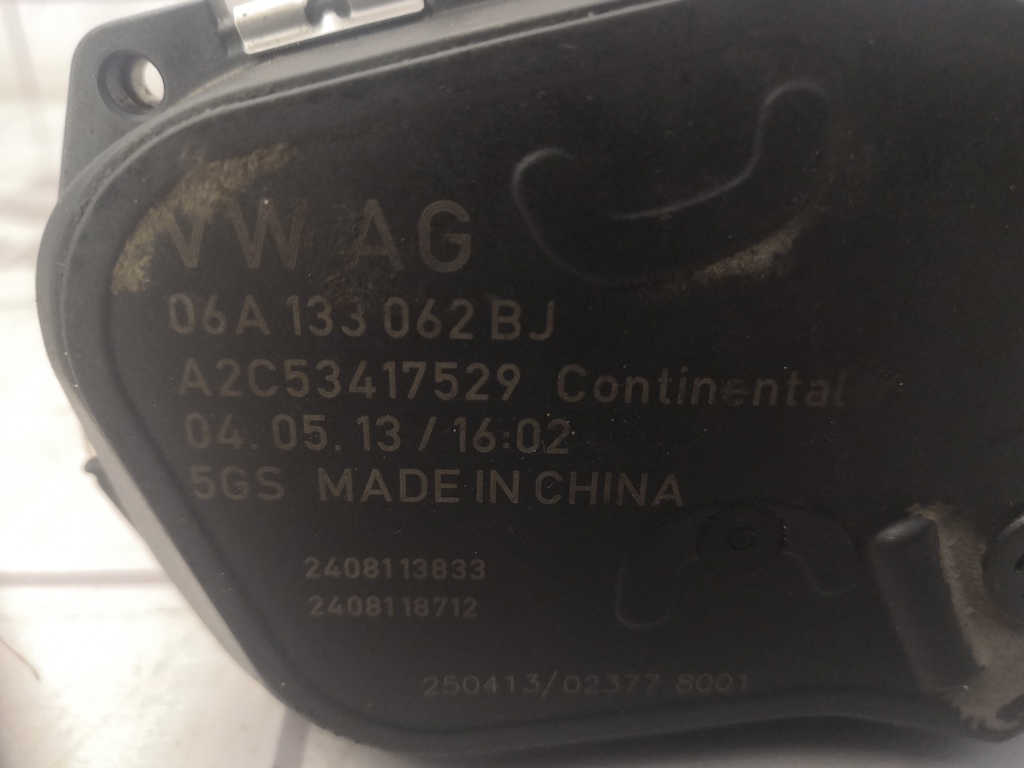 VW AG
06A 133 062 BJ
A2C53417529 Continental
04.05.13 / 16:02
5GS MADE IN CHINA
2408113833
2408118712
250413/02377 8001